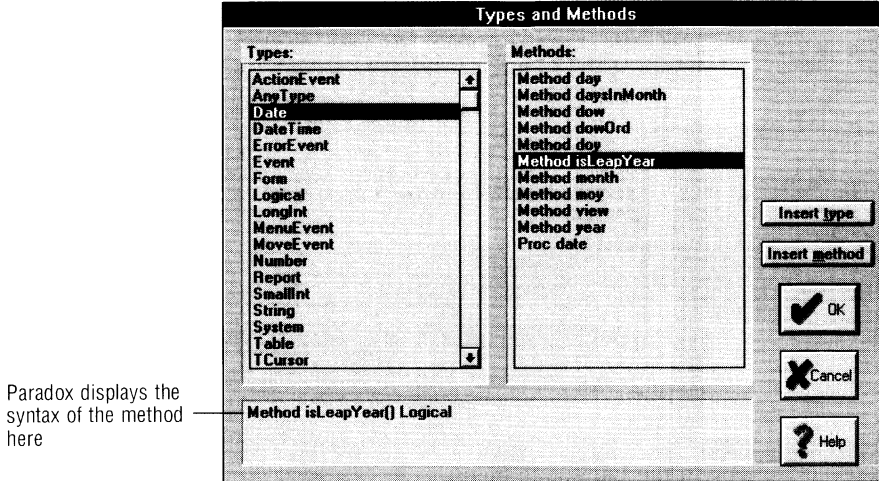 Types and Methods
Types:
ActionEvent
AnyType
Date
DateTime
ErrorEvent
Event
Form
Logical
LongInt
MenuEvent
MoveEvent
Number
Report
SmallInt
String
System
Table
TCursor
Methods:
Method day
Method daysInMonth
Method dow
Method dowOrd
Method doy
Method isLeapYear
Method month
Method moy
Method view
Method year
Proc date
Insert type
Insert method
OK
Cancel
Help
Paradox displays the
syntax of the method
here
Method isLeapYear() Logical